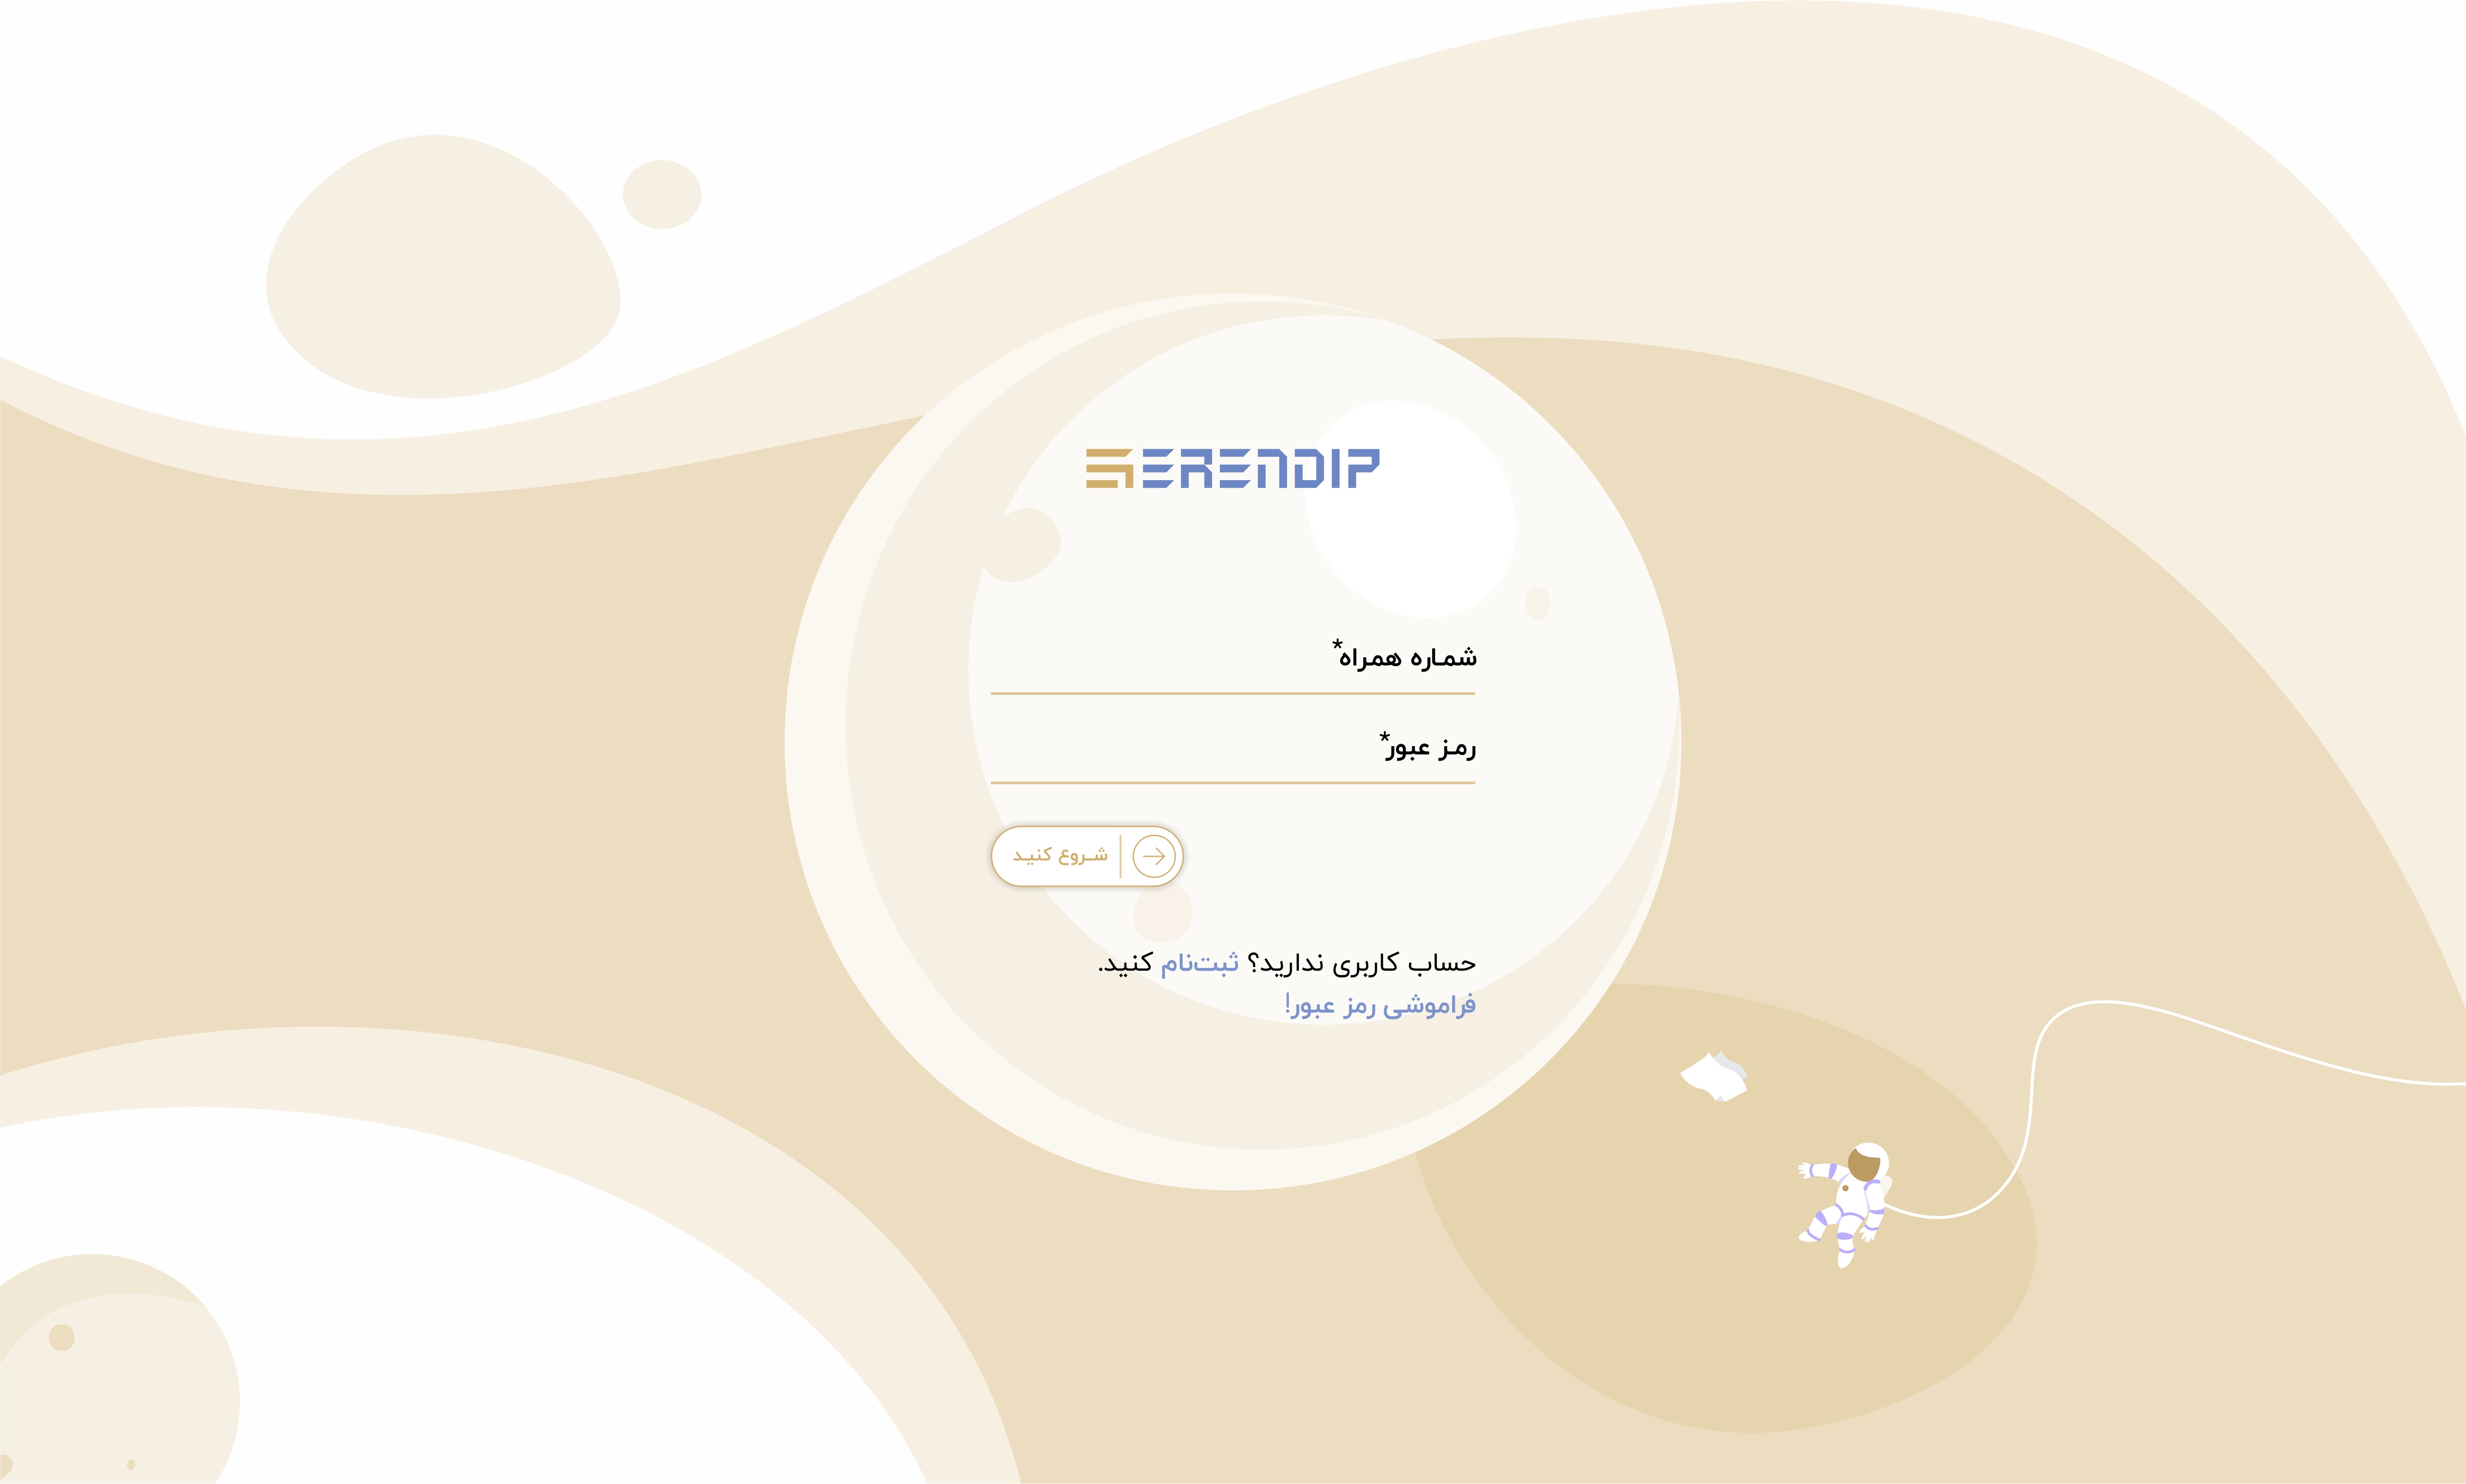 SERENDIP
شماره همراه*
رمز عبور*
شروع کنید
حساب کاربری ندارید؟ ثبت‌نام کنید.
فراموشی رمز عبور!